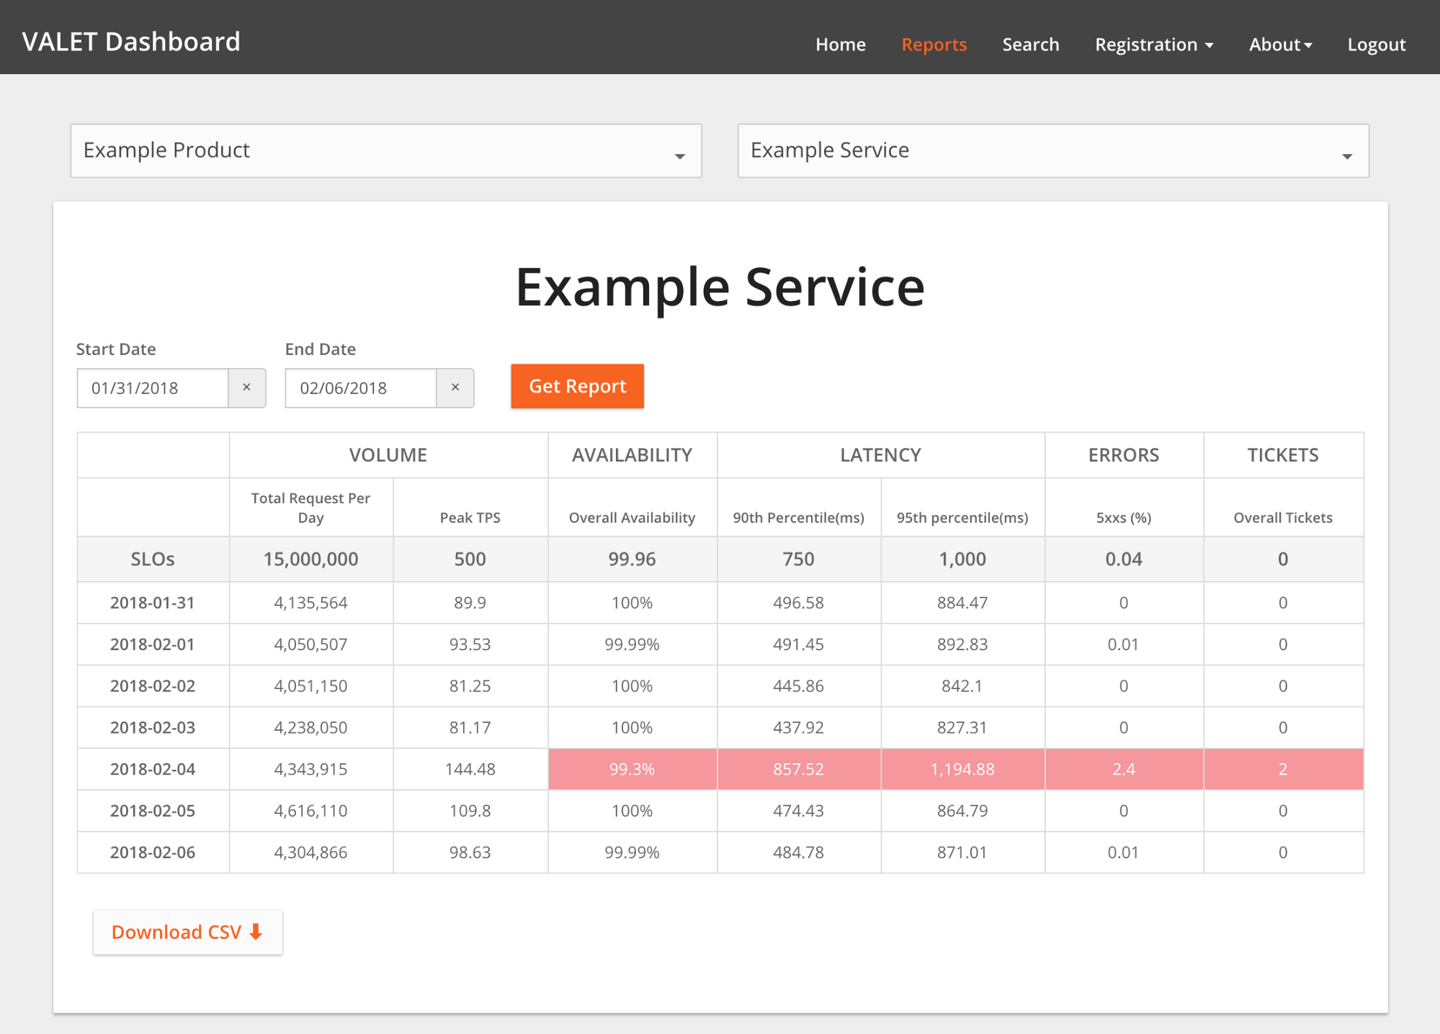 VALET Dashboard
Home Reports Search Registration About Logout
Example Product Example Service
Example Service
Start Date End Date
01/31/2018 × 02/06/2018 × Get Report
VOLUME AVAILABILITY LATENCY ERRORS TICKETS
Total Request Per Day Peak TPS Overall Availability 90th Percentile(ms) 95th percentile(ms) 5xxs (%) Overall Tickets
SLOs 15,000,000 500 99.96 750 1,000 0.04 0
2018-01-31 4,135,564 89.9 100% 496.58 884.47 0 0
2018-02-01 4,050,507 93.53 99.99% 491.45 892.83 0.01 0
2018-02-02 4,051,150 81.25 100% 445.86 842.1 0 0
2018-02-03 4,238,050 81.17 100% 437.92 827.31 0 0
2018-02-04 4,343,915 144.48 99.3% 857.52 1,194.88 2.4 2
2018-02-05 4,616,110 109.8 100% 474.43 864.79 0 0
2018-02-06 4,304,866 98.63 99.99% 484.78 871.01 0.01 0
Download CSV